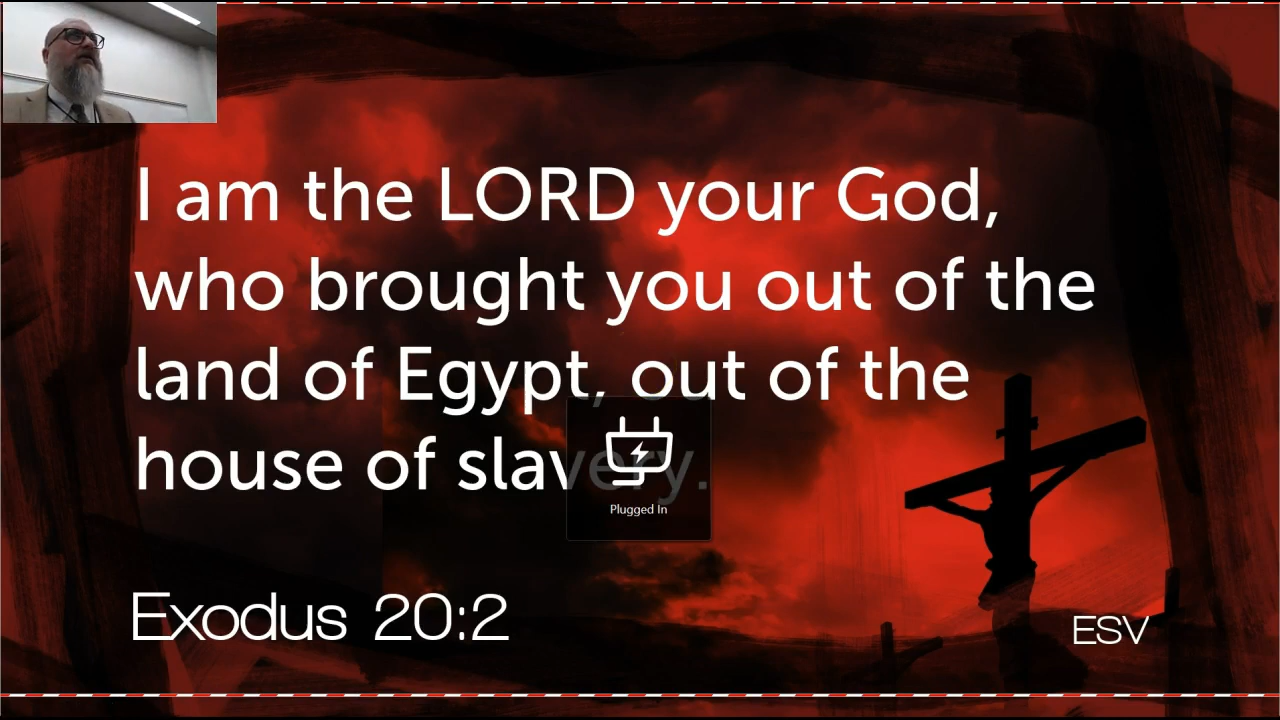 I am the LORD your God,
who brought you out of the
land of Egypt, out of the
house of slavery.
Plugged In
Exodus 20:2
ESV